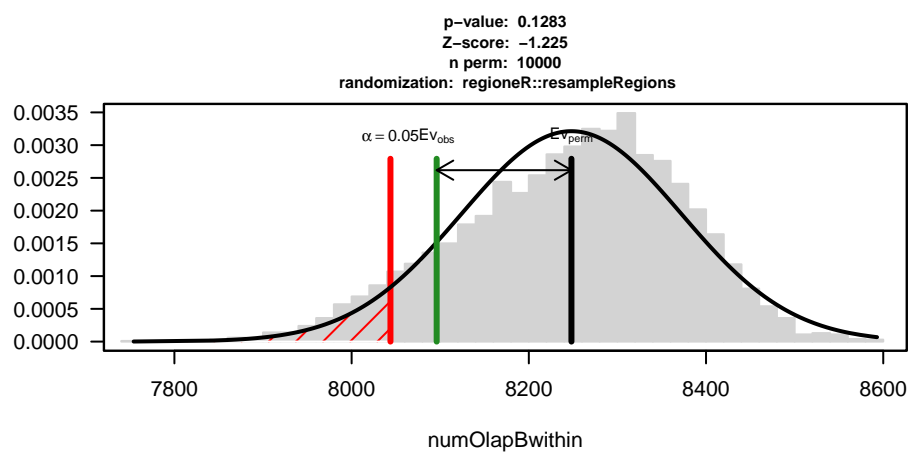 p-value: 0.1283
Z-score: -1.225
n perm: 10000
randomization: regioneR::resampleRegions
0.0035
0.0030
0.0025
0.0020
0.0015
0.0010
0.0005
0.0000
α = 0.05
Ev_obs
Ev_perm
7800
8000
8200
8400
8600
numOlapBwithin